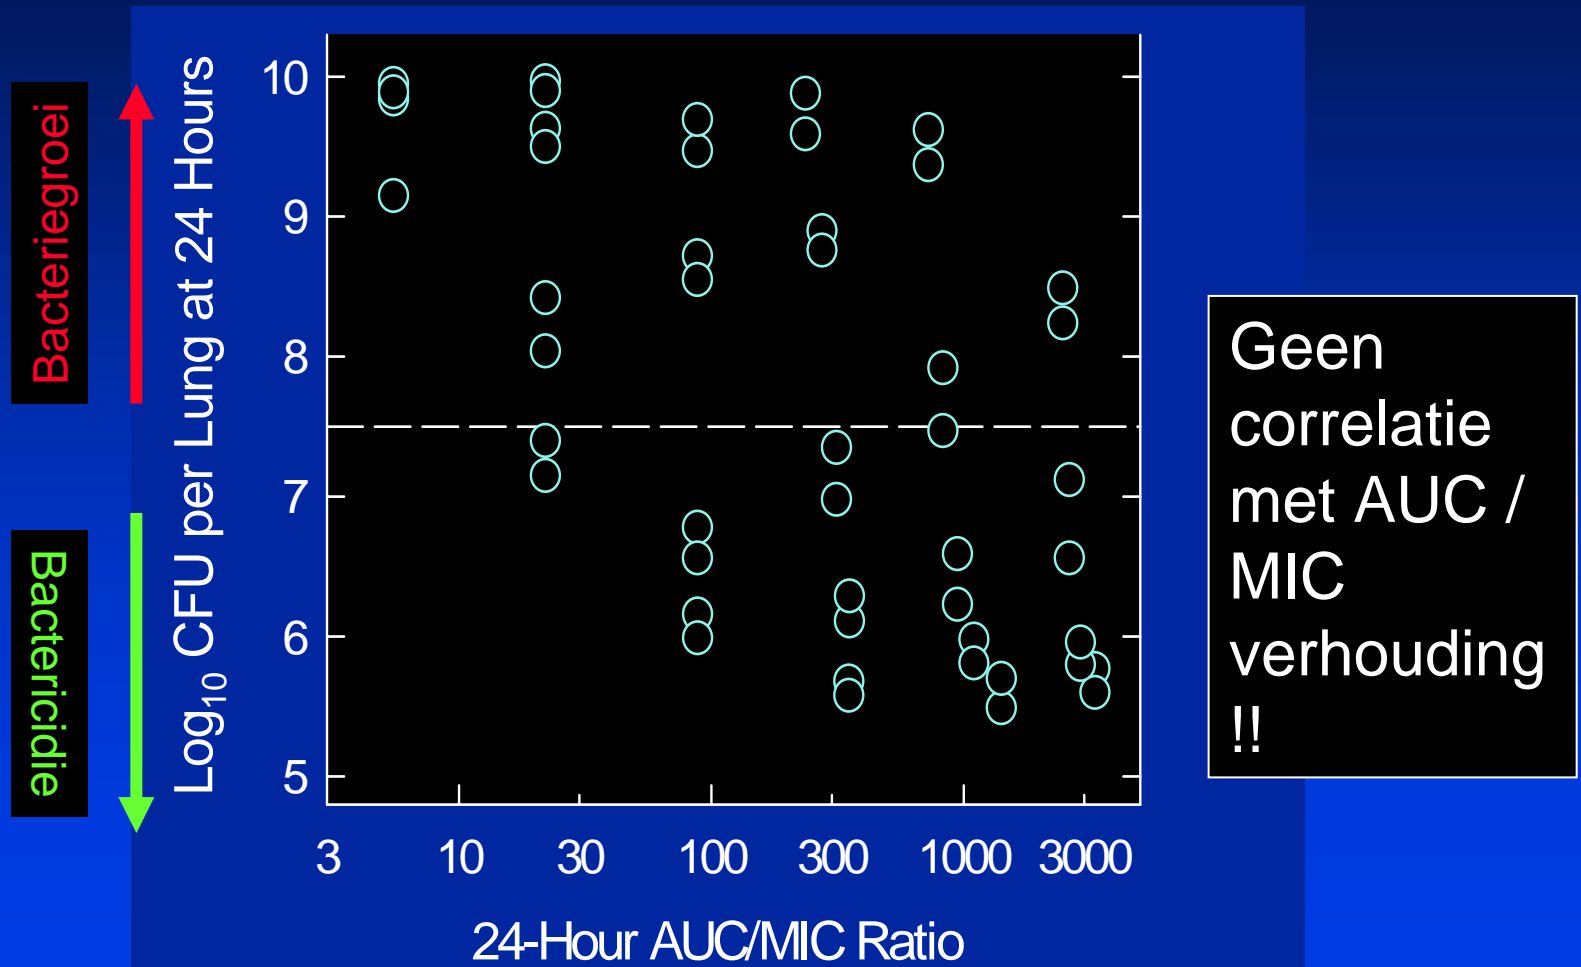 Bacteriegroei
Bactericidie
Log10 CFU per Lung at 24 Hours
10
9
8
7
6
5
3 10 30 100 300 1000 3000
24-Hour AUC/MIC Ratio
Geen
correlatie
met AUC /
MIC
verhouding
!!